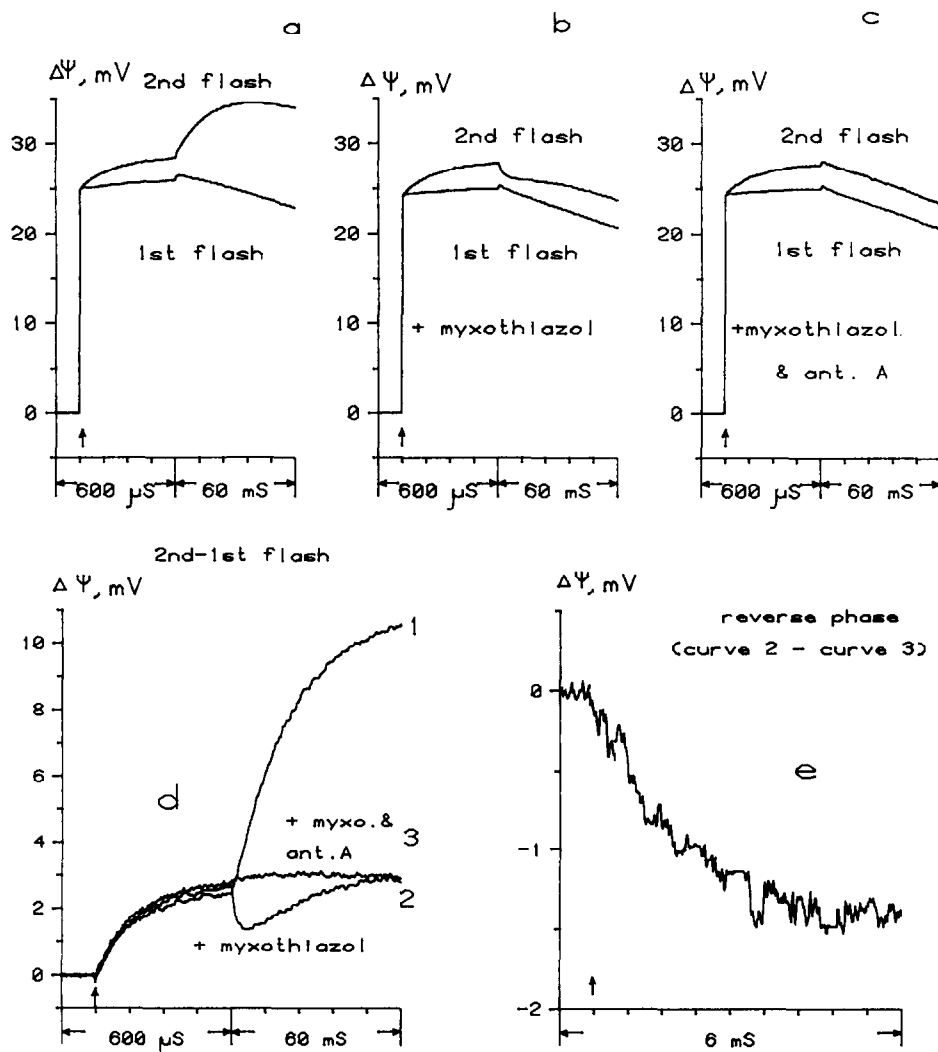 a
ΔΨ, mV
2nd flash
30
20
10
0
1st flash
600 µS
60 mS
b
ΔΨ, mV
2nd flash
30
20
10
0
1st flash
+ myxothiazol
600 µS
60 mS
c
ΔΨ, mV
2nd flash
30
20
10
0
1st flash
+myxothiazol
& ant. A
600 µS
60 mS
2nd-1st flash
ΔΨ, mV
10
8
6
4
2
0
d
1
+ myxo.&
ant.A
3
2
+ myxothiazol
600 µS
60 mS
ΔΨ, mV
reverse phase
(curve 2 - curve 3)
0
-1
-2
e
6 mS